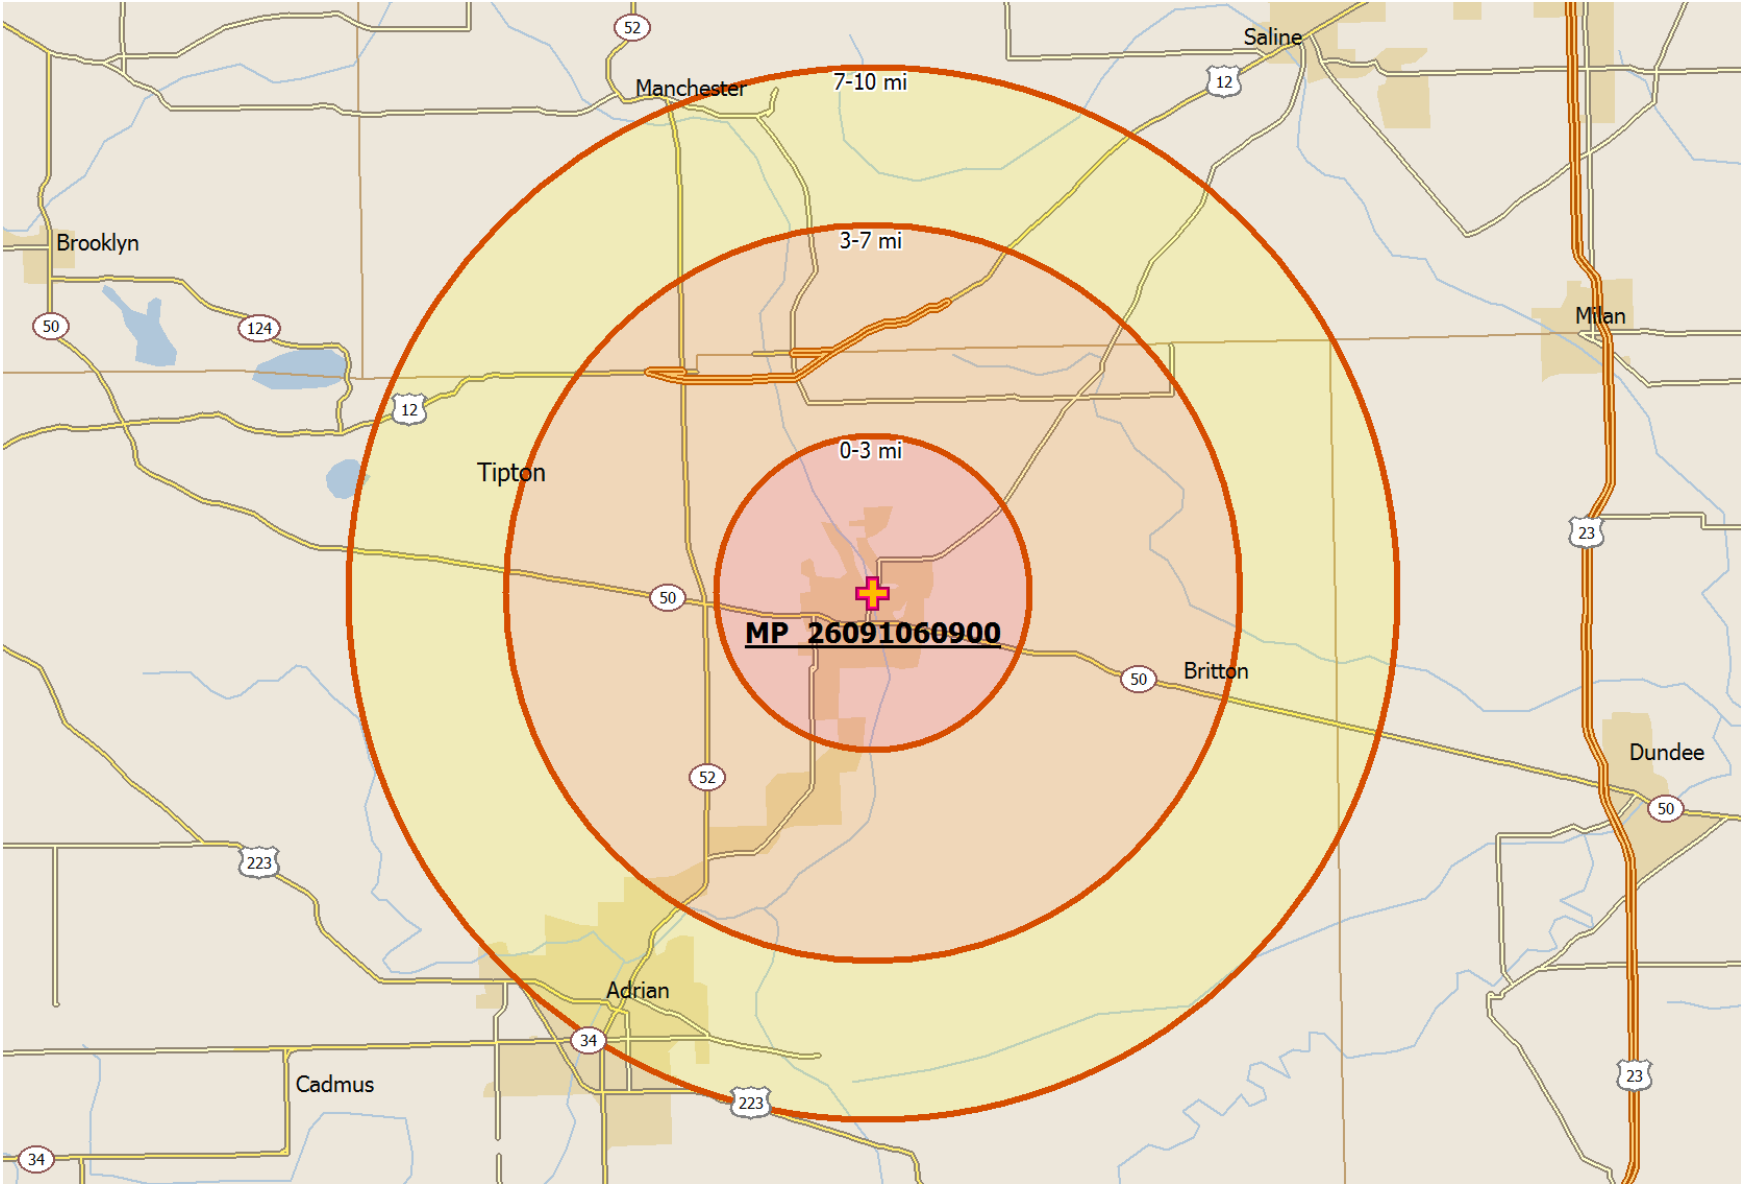 52
Saline
12
Manchester
7-10 mi
Brooklyn
3-7 mi
50
124
Milan
12
0-3 mi
Tipton
23
50
MP 26091060900
Britton
50
Dundee
52
50
223
Adrian
34
Cadmus
23
223
34